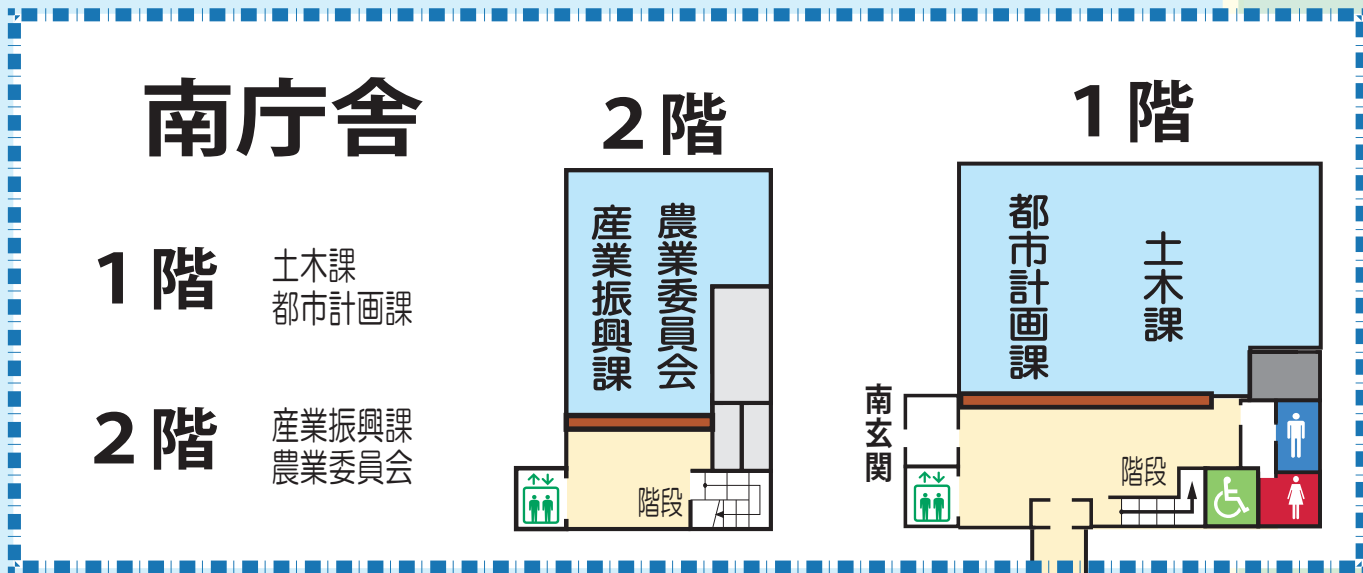 南庁舎
1階
土木課
都市計画課
2階
産業振興課
農業委員会
2階
農業委員会
産業振興課
階段
1階
土木課
都市計画課
南玄関
階段